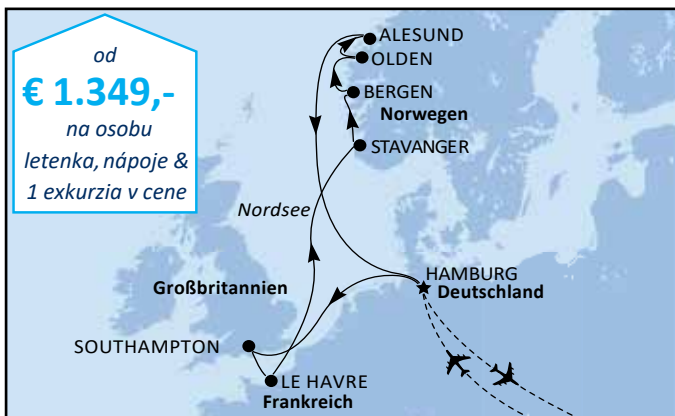 od
€ 1.349,-
na osobu
letenka, nápoje &
1 exkurzia v cene
ALESUND
OLDEN
BERGEN
Norwegen
STAVANGER
Nordsee
HAMBURG
Deutschland
Großbritannien
SOUTHAMPTON
LE HAVRE
Frankreich